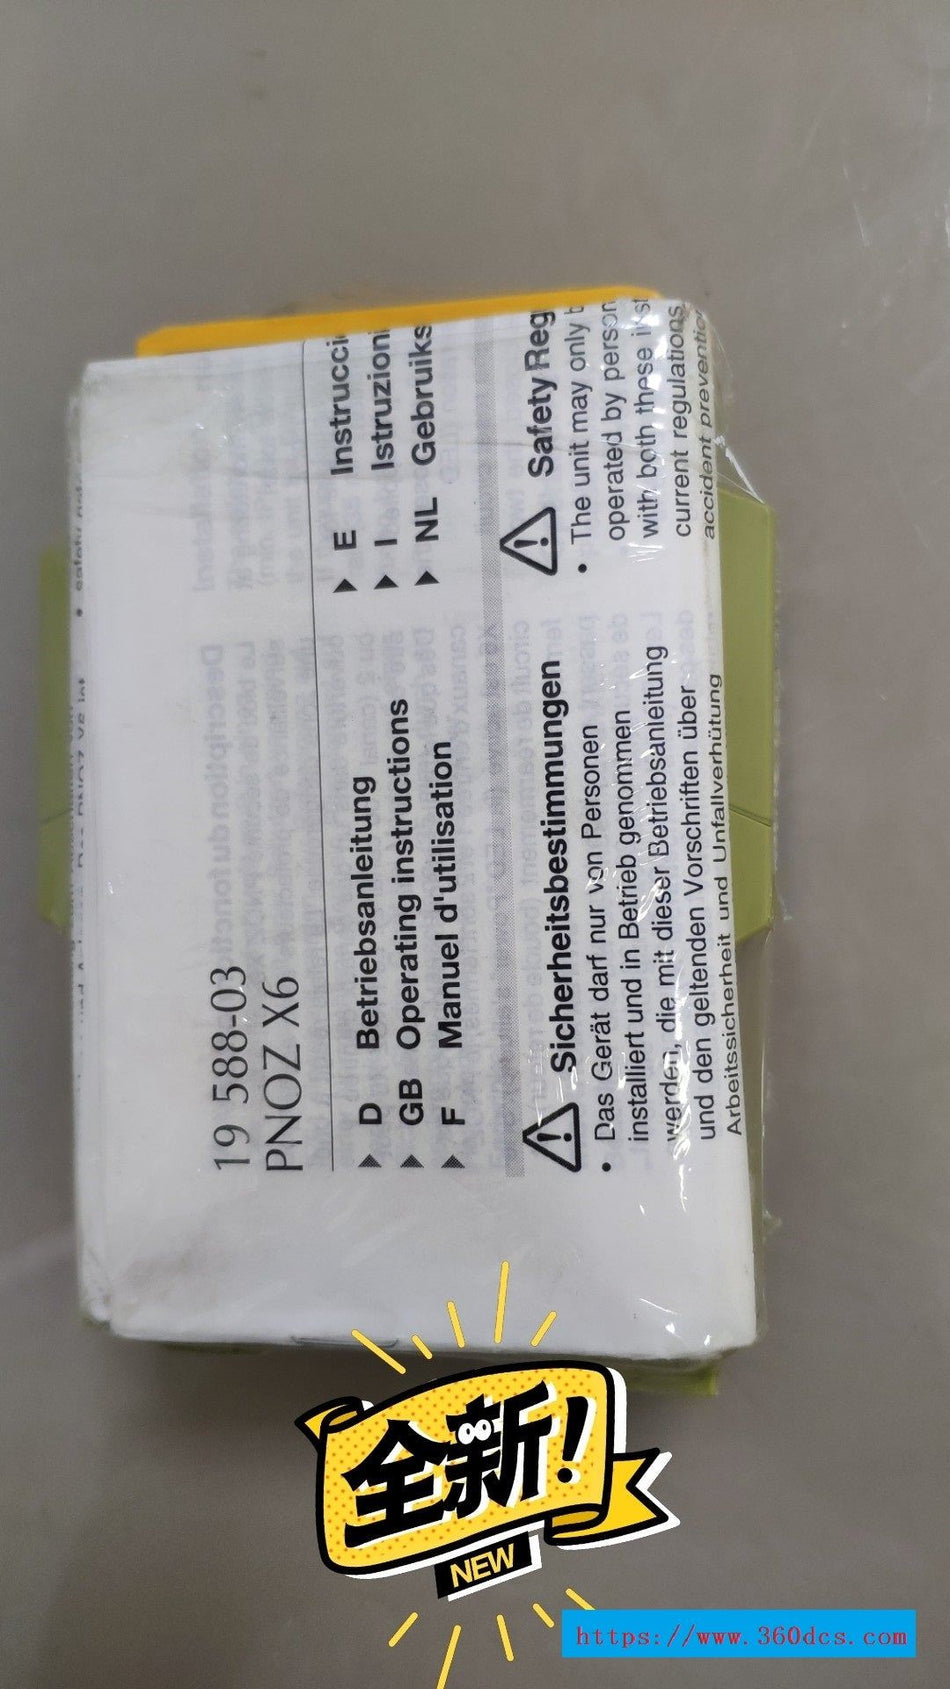 19 588-03
PNOZ X6
D Betriebsanleitung
GB Operating instructions
F Manuel d'utilisation
E Instrucci
I Istruzioni
NL Gebruiks
Sicherheitsbestimmungen
• Das Gerät darf nur von Personen
installiert und in Betrieb genommen
werden, die mit dieser Betriebsanleitung
und den geltenden Vorschriften über
Arbeitssicherheit und Unfallverhütung
Safety Reg
• The unit may only b
operated by person
with both these inst
current regulations
accident preventio
全新!
NEW
https://www.360dcs.com